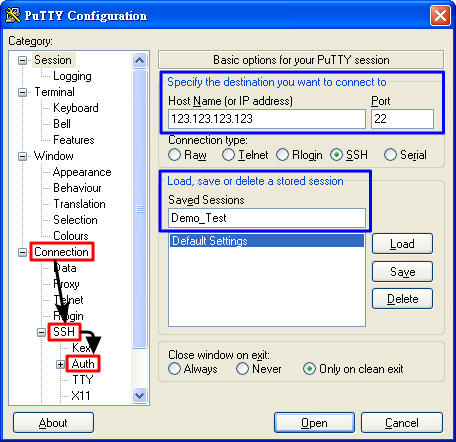 PuTTY Configuration
Category:
Session
Logging
Terminal
Keyboard
Bell
Features
Window
Appearance
Behaviour
Translation
Selection
Colours
Connection
Data
Proxy
Telnet
Rlogin
SSH
Kex
Auth
TTY
X11
Basic options for your PuTTY session
Specify the destination you want to connect to
Host Name (or IP address) Port
123.123.123.123 22
Connection type:
Raw Telnet Rlogin SSH Serial
Load, save or delete a stored session
Saved Sessions
Demo_Test
Default Settings
Load
Save
Delete
Close window on exit:
Always Never Only on clean exit
About Open Cancel